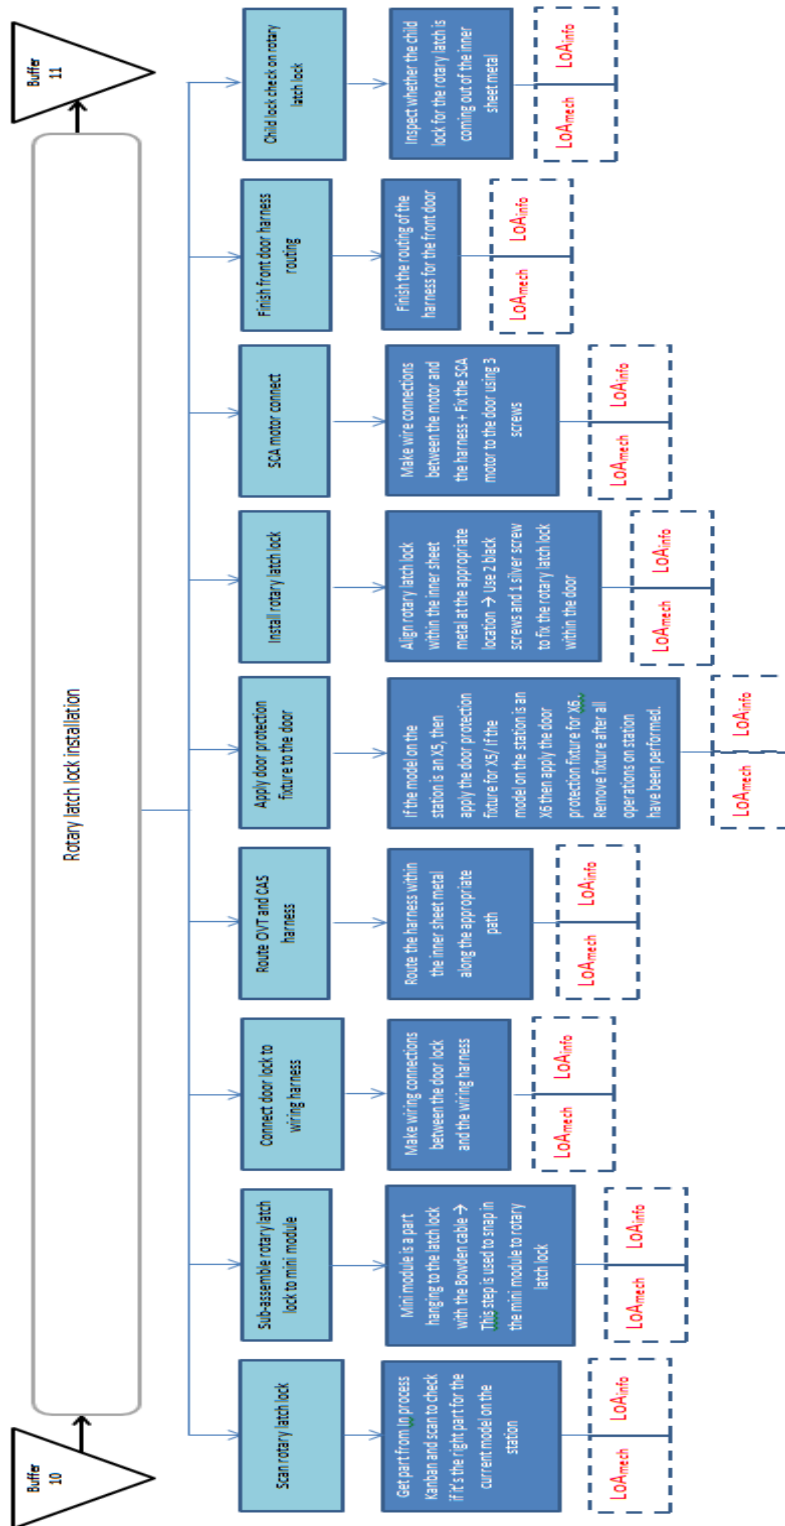 Buffer
10
Rotary latch lock installation
Buffer
11
Scan rotary latch lock
Get part from In process
Kanban and scan to check
if it's the right part for the
current model on the
station
LoAmech
LoAinfo
Sub-assemble rotary latch
lock to mini module
Mini module is a part
hanging to the latch lock
with the Bowden cable →
This step is used to snap in
the mini module to rotary
latch lock
LoAmech
LoAinfo
Connect door lock to
wiring harness
Make wiring connections
between the door lock
and the wiring harness
LoAmech
LoAinfo
Route OVT and CAS
harness
Route the harness within
the inner sheet metal
along the appropriate
path
LoAmech
LoAinfo
Apply door protection
fixture to the door
If the model on the
station is an X5, then
apply the door protection
fixture for X5/ If the
model on the station is an
X6 then apply the door
protection fixture for X6.
Remove fixture after all
operations on station
have been performed.
LoAmech
LoAinfo
Install rotary latch lock
Align rotary latch lock
within the inner sheet
metal at the appropriate
location → Use 2 black
screws and 1 silver screw
to fix the rotary latch lock
within the door
LoAmech
LoAinfo
SCA motor connect
Make wire connections
between the motor and
the harness + Fix the SCA
motor to the door using 3
screws
LoAmech
LoAinfo
Finish front door harness
routing
Finish the routing of the
harness for the front door
LoAmech
LoAinfo
Child lock check on rotary
latch lock
Inspect whether the child
lock for the rotary latch is
coming out of the inner
sheet metal
LoAmech
LoAinfo